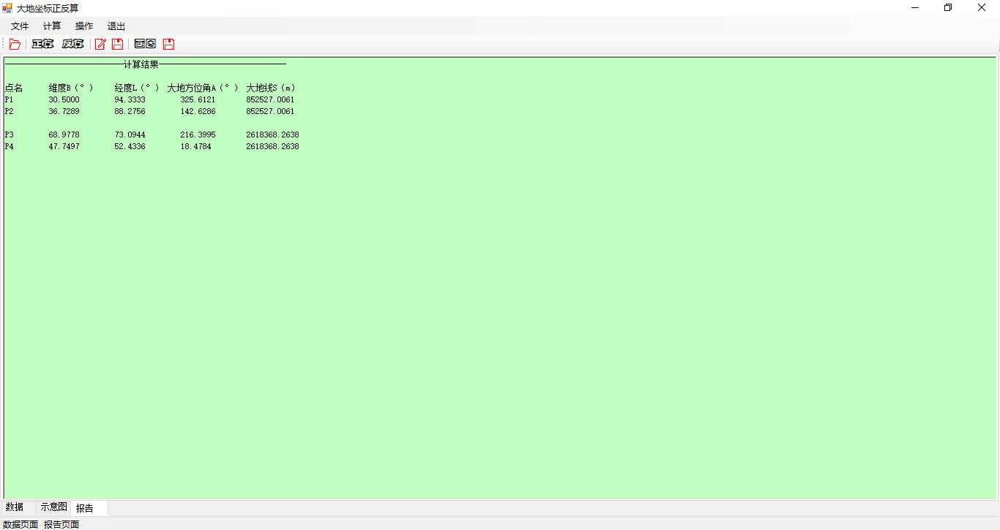 大地坐标正反算
文件 计算 操作 退出
正算 反算 画图
计算结果
点名 维度B（°） 经度L（°） 大地方位角A（°） 大地线S（m）
P1 30.5000 94.3333 325.6121 852527.0061
P2 36.7289 88.2756 142.6286 852527.0061
P3 68.9778 73.0944 216.3995 2618368.2638
P4 47.7497 52.4336 18.4784 2618368.2638
数据 示意图 报告
数据页面 报告页面